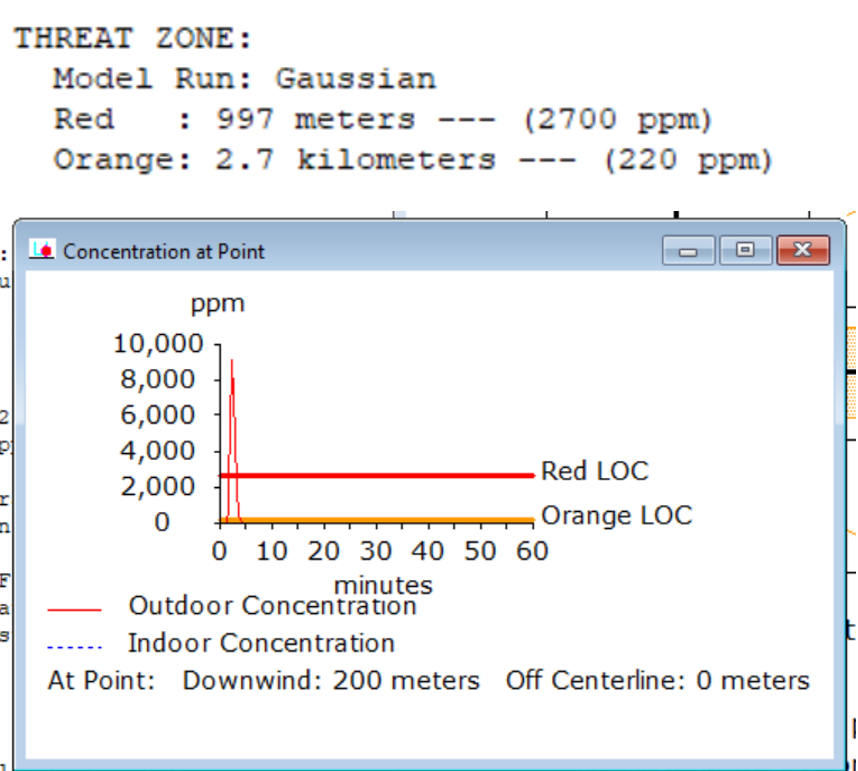 THREAT ZONE:
Model Run: Gaussian
Red   : 997 meters --- (2700 ppm)
Orange: 2.7 kilometers --- (220 ppm)
Concentration at Point
ppm
10,000
8,000
6,000
4,000
2,000
0
Red LOC
Orange LOC
0 10 20 30 40 50 60
minutes
Outdoor Concentration
Indoor Concentration
At Point: Downwind: 200 meters Off Centerline: 0 meters